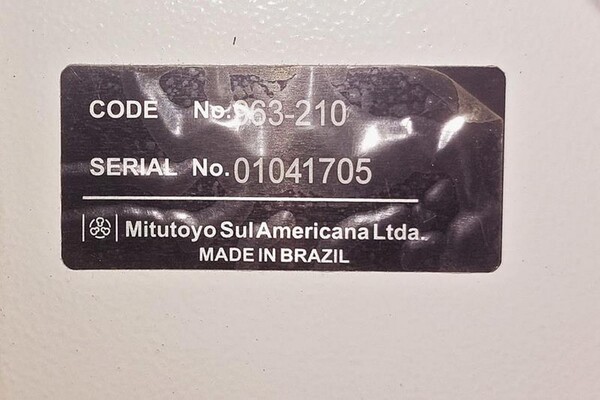 CODE No. 963-210
SERIAL No. 01041705
Mitutoyo Sul Americana Ltda.
MADE IN BRAZIL